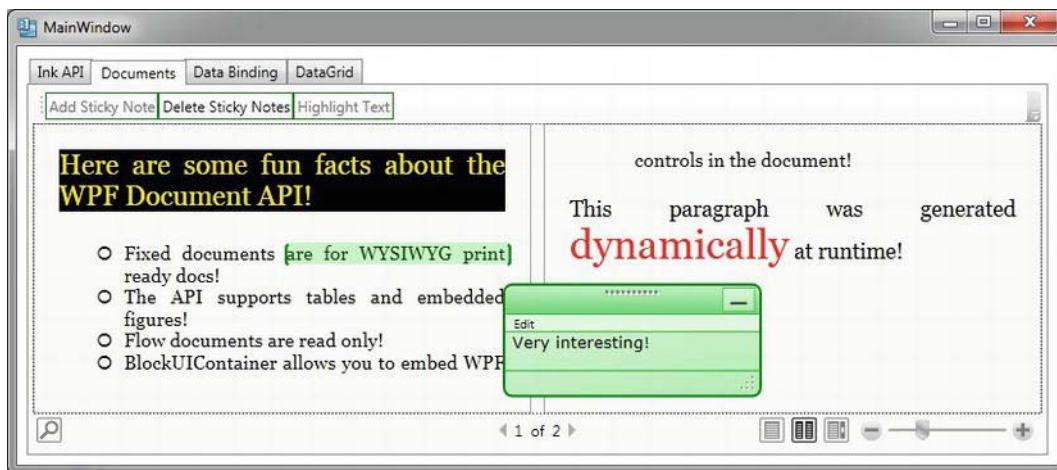 MainWindow
Ink API Documents Data Binding DataGrid
Add Sticky Note Delete Sticky Notes Highlight Text
Here are some fun facts about the
WPF Document API!
Fixed documents are for WYSIWYG print
ready docs!
The API supports tables and embedded
figures!
Flow documents are read only!
BlockUIContainer allows you to embed WPF
controls in the document!
This paragraph was generated
dynamically at runtime!
Edit
Very interesting!
1 of 2